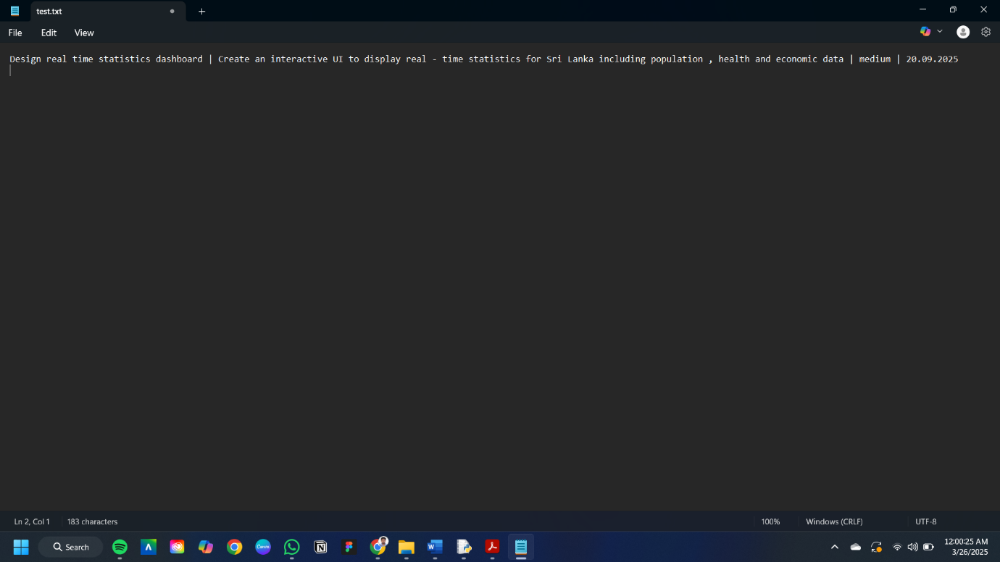 test.txt
File Edit View
Design real time statistics dashboard | Create an interactive UI to display real - time statistics for Sri Lanka including population , health and economic data | medium | 20.09.2025
Ln 2, Col 1 183 characters 100% Windows (CRLF) UTF-8
Search Canva 12:00:25 AM
3/26/2025